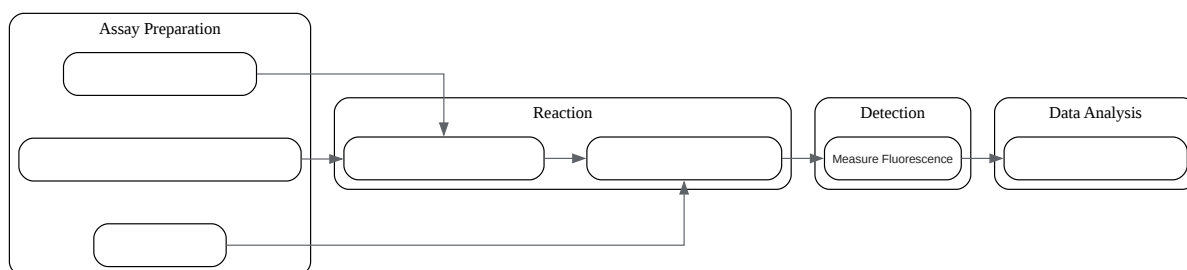 Assay Preparation
Reaction
Detection
Data Analysis
Measure Fluorescence